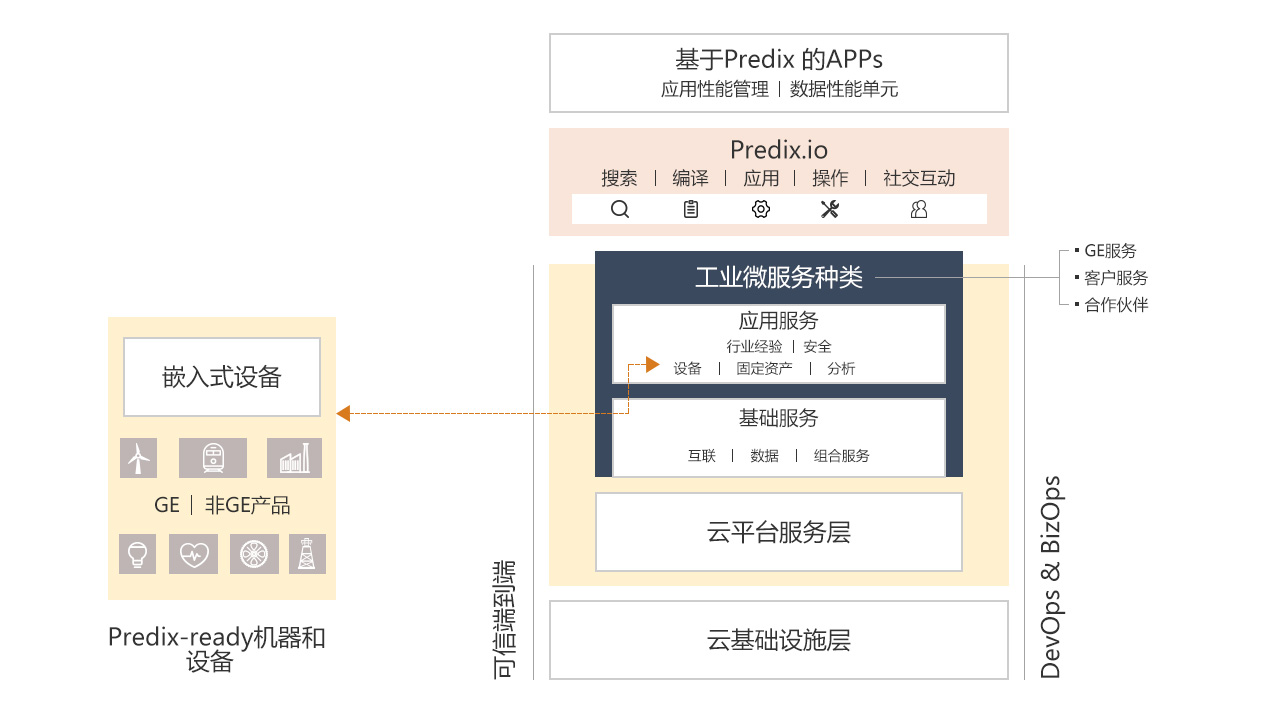 基于Predix 的APPs
应用性能管理 | 数据性能单元
Predix.io
搜索 | 编译 | 应用 | 操作 | 社交互动
工业微服务种类
▪ GE服务
▪ 客户服务
▪ 合作伙伴
应用服务
行业经验 | 安全
设备 | 固定资产 | 分析
基础服务
互联 | 数据 | 组合服务
云平台服务层
云基础设施层
可信端到端
DevOps & BizOps
嵌入式设备
GE | 非GE产品
Predix-ready机器和
设备